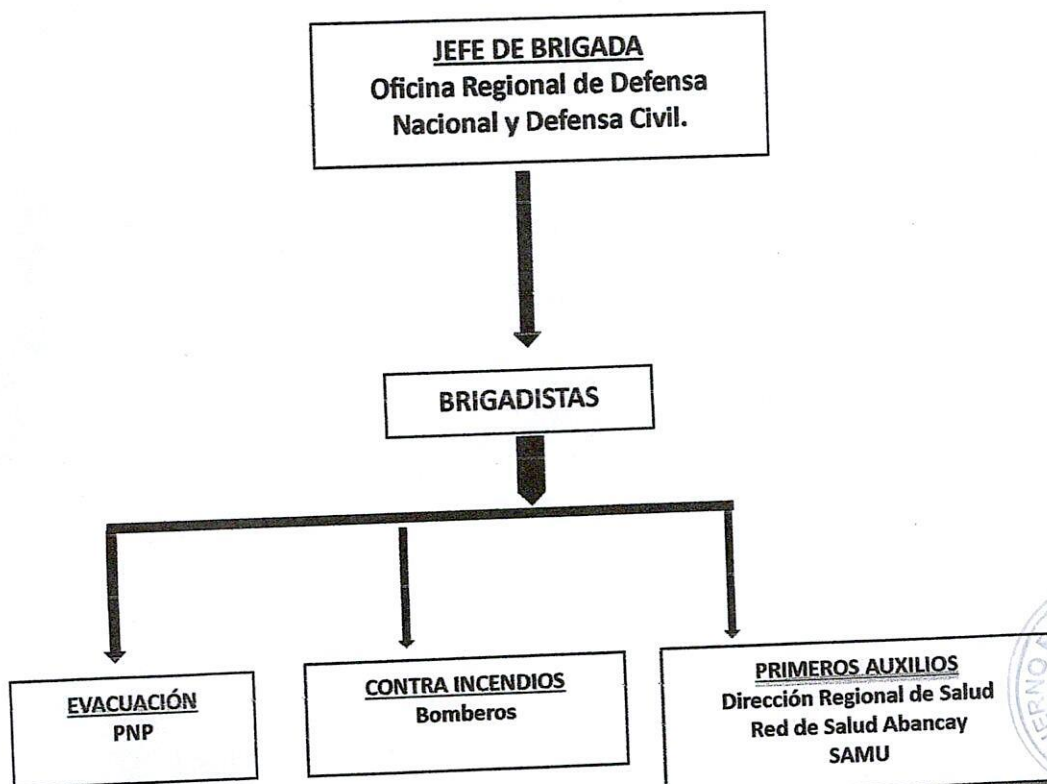 JEFE DE BRIGADA
Oficina Regional de Defensa
Nacional y Defensa Civil.
BRIGADISTAS
EVACUACIÓN
PNP
CONTRA INCENDIOS
Bomberos
PRIMEROS AUXILIOS
Dirección Regional de Salud
Red de Salud Abancay
SAMU